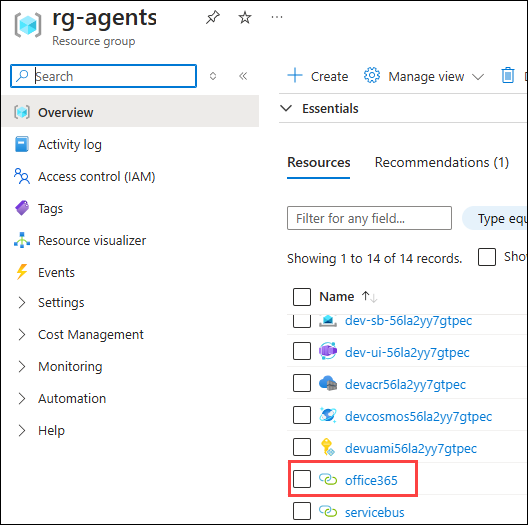 rg-agents
Resource group
Search
Overview
Activity log
Access control (IAM)
Tags
Resource visualizer
Events
Settings
Cost Management
Monitoring
Automation
Help
Create Manage view
Essentials
Resources Recommendations (1)
Filter for any field... Type equ
Showing 1 to 14 of 14 records. Show
Name
dev-sb-56la2yy7gtpec
dev-ui-56la2yy7gtpec
devacr56la2yy7gtpec
devcosmos56la2yy7gtpec
devuami56la2yy7gtpec
office365
servicebus